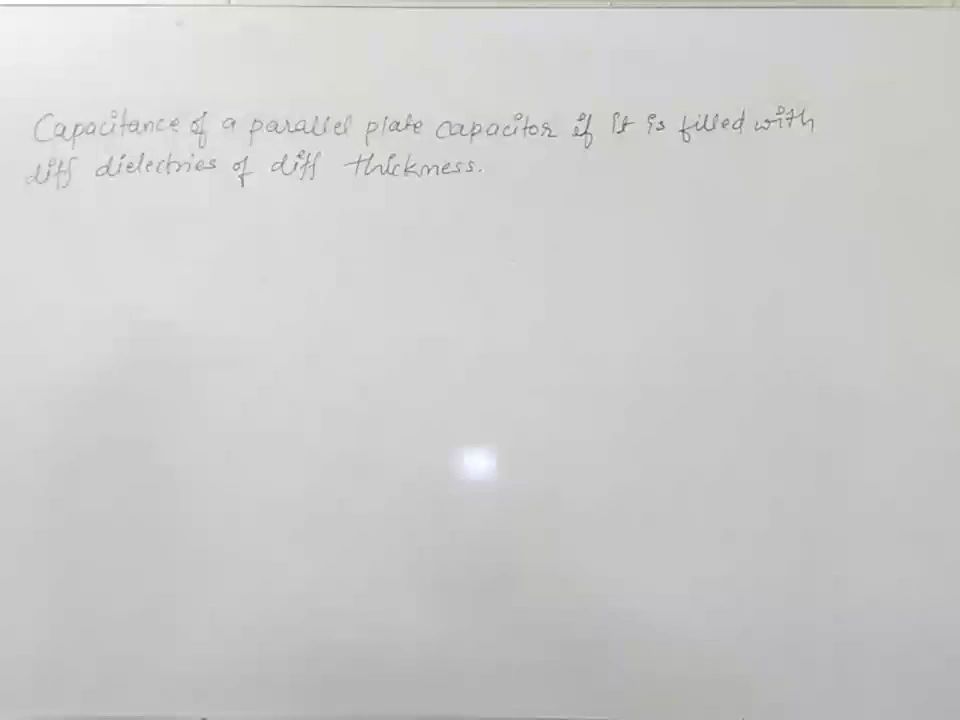 Capacitance of a parallel plate capacitor if it is filled with
diff dielectrics of diff thickness.